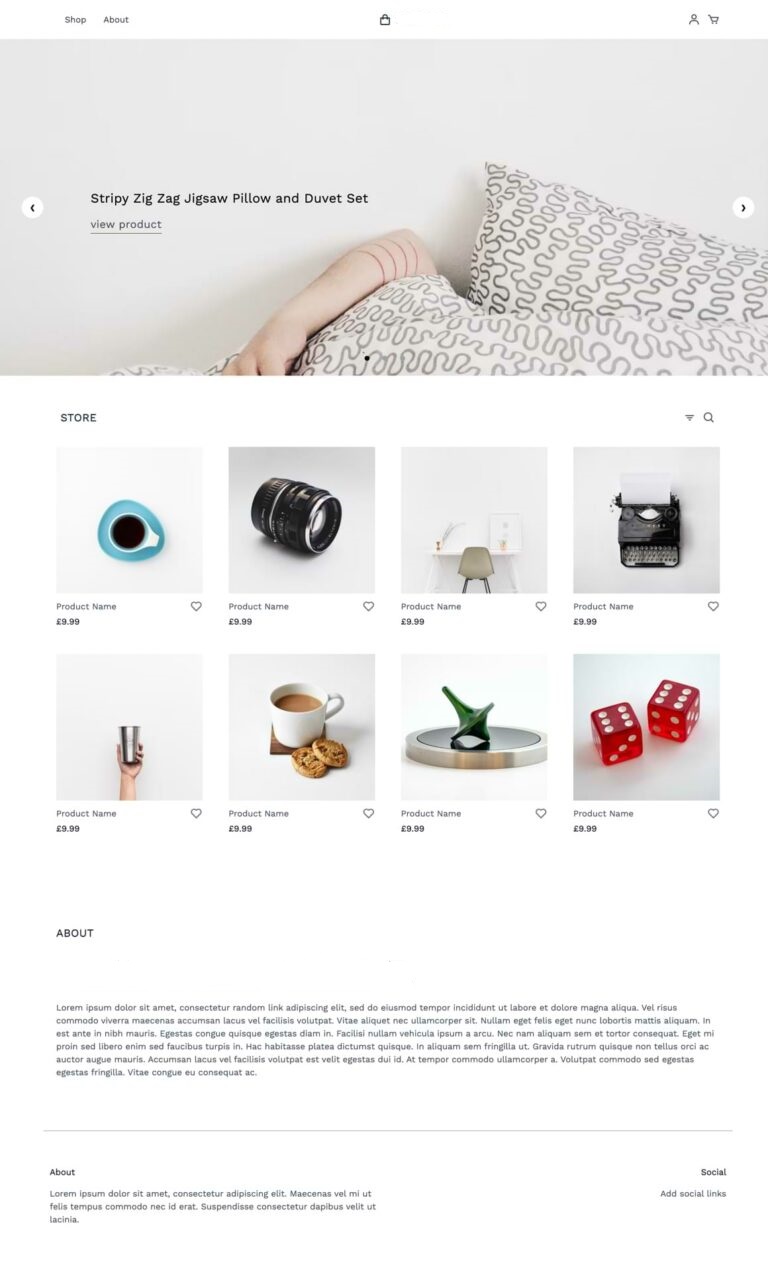 Shop About
Stripy Zig Zag Jigsaw Pillow and Duvet Set
view product
STORE
Product Name
£9.99
Product Name
£9.99
Product Name
£9.99
Product Name
£9.99
Product Name
£9.99
Product Name
£9.99
Product Name
£9.99
Product Name
£9.99
ABOUT
Lorem ipsum dolor sit amet, consectetur random link adipiscing elit, sed do eiusmod tempor incididunt ut labore et dolore magna aliqua. Vel risus
commodo viverra maecenas accumsan lacus vel facilisis volutpat. Vitae aliquet nec ullamcorper sit. Nullam eget felis eget nunc lobortis mattis aliquam. In
est ante in nibh mauris. Egestas congue quisque egestas diam in. Facilisi nullam vehicula ipsum a arcu. Nec nam aliquam sem et tortor consequat. Eget mi
proin sed libero enim sed faucibus turpis in. Hac habitasse platea dictumst quisque. In aliquam sem fringilla ut. Gravida rutrum quisque non tellus orci ac
auctor augue mauris. Accumsan lacus vel facilisis volutpat est velit egestas dui id. At tempor commodo ullamcorper a. Volutpat commodo sed egestas
egestas fringilla. Vitae congue eu consequat ac.
About
Lorem ipsum dolor sit amet, consectetur adipiscing elit. Maecenas vel mi ut
felis tempus commodo nec id erat. Suspendisse consectetur dapibus velit ut
lacinia.
Social
Add social links